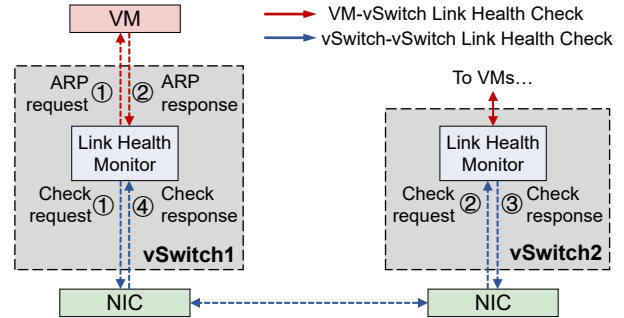 VM
VM-vSwitch Link Health Check
vSwitch-vSwitch Link Health Check
ARP
request
①
②
ARP
response
To VMs…
Link Health
Monitor
Link Health
Monitor
Check
request
①
④
Check
response
Check
request
②
③
Check
response
vSwitch1
vSwitch2
NIC
NIC